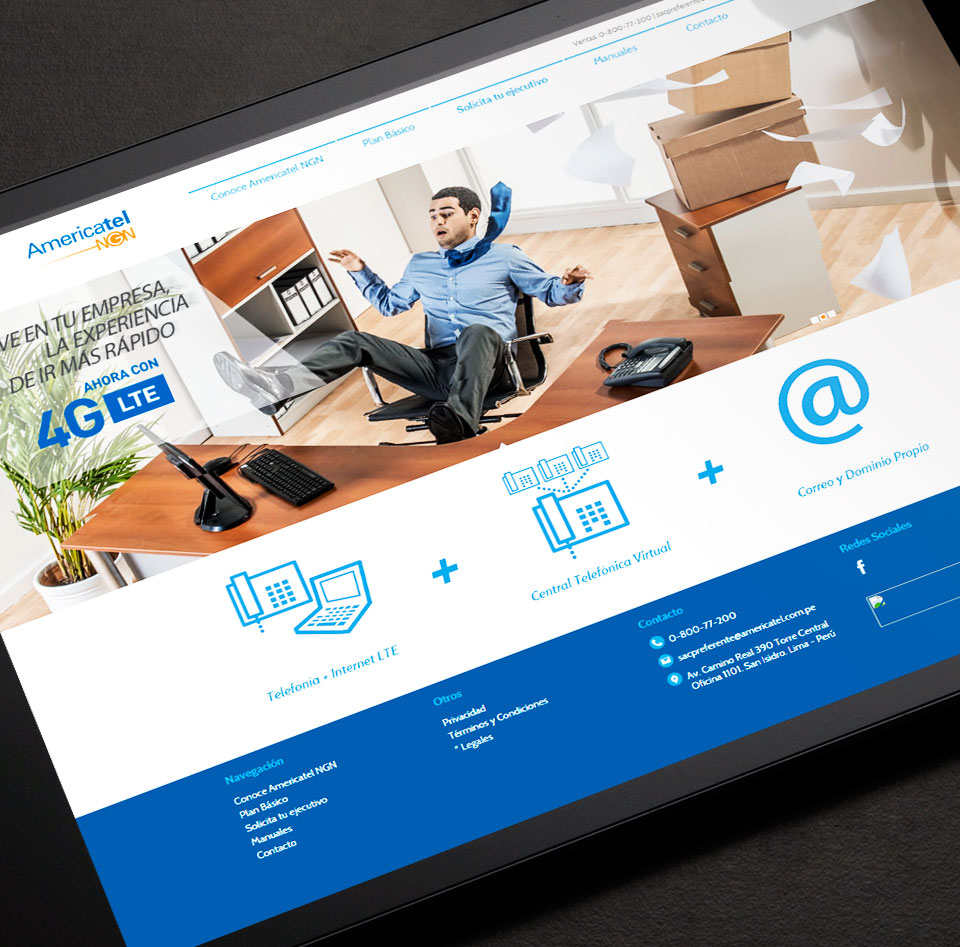 Ventas: 0-800-77-200 |
Conoce Americatel NGN
Plan Básico
Solicita tu ejecutivo
Manuales
Contacto
Americatel
NGN
VE EN TU EMPRESA,
LA EXPERIENCIA
DE IR MÁS RÁPIDO
AHORA CON
4G LTE
Telefonía + Internet LTE
+
Central Telefónica Virtual
+
@
Correo y Dominio Propio
Navegación
Conoce Americatel NGN
Plan Básico
Solicita tu ejecutivo
Manuales
Contacto
Otros
Privacidad
Términos y Condiciones
* Legales
Contacto
0-800-77-200
sacpreferente@americatel.com.pe
Av. Camino Real 390 Torre Central
Oficina 1101. San Isidro. Lima - Perú
Redes Sociales
f